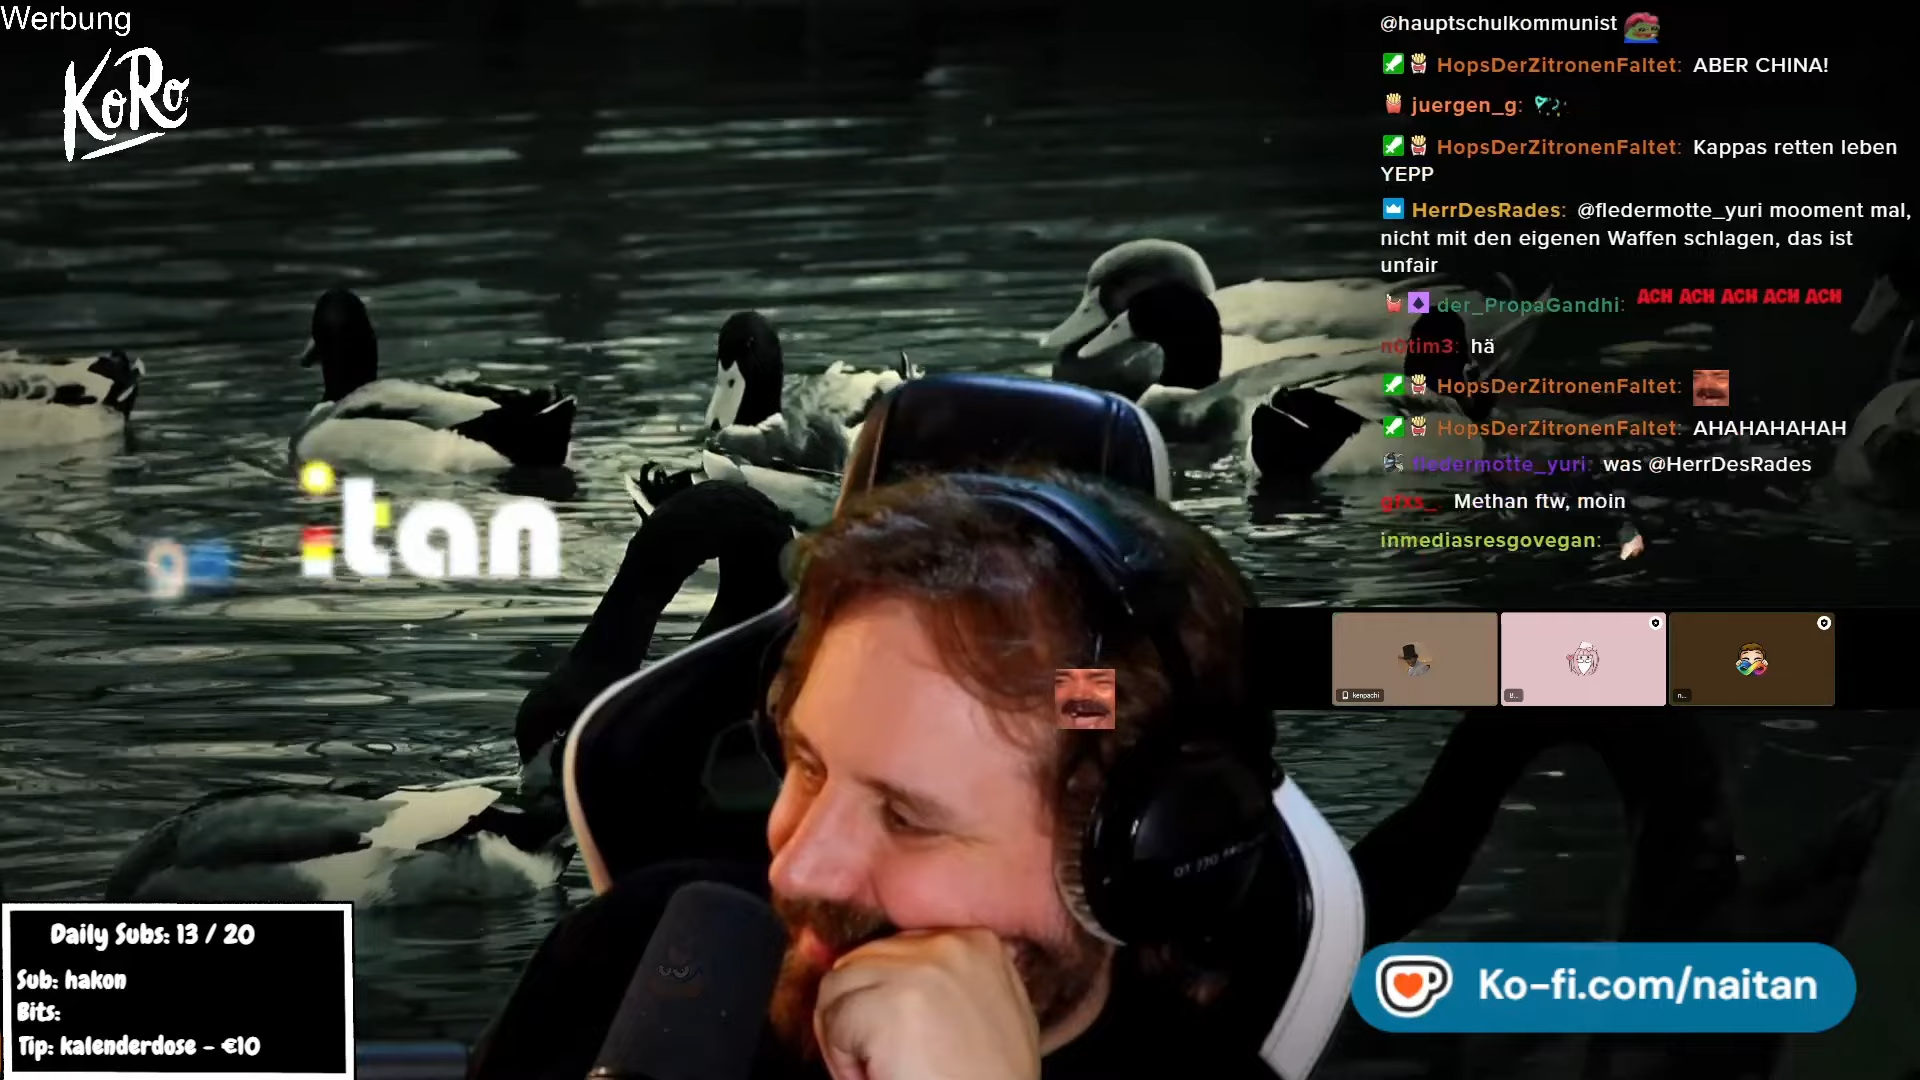 Werbung
KoRo
@hauptschulkommunist
HopsDerZitronenFaltet: ABER CHINA!
juergen_g:
HopsDerZitronenFaltet: Kappas retten leben
YEPP
HerrDesRades: @fledermotte_yuri mooment mal,
nicht mit den eigenen Waffen schlagen, das ist
unfair
der_PropaGandhi: ACH ACH ACH ACH ACH
n0tim3: hä
HopsDerZitronenFaltet:
HopsDerZitronenFaltet: AHAHAHAHAH
fledermotte_yuri: was @HerrDesRades
Methan ftw, moin
inmediasresgovegan:
itan
kenpachi
Daily Subs: 13 / 20
Sub: hakon
Bits:
Tip: kalenderdose - €10
Ko-fi.com/naitan